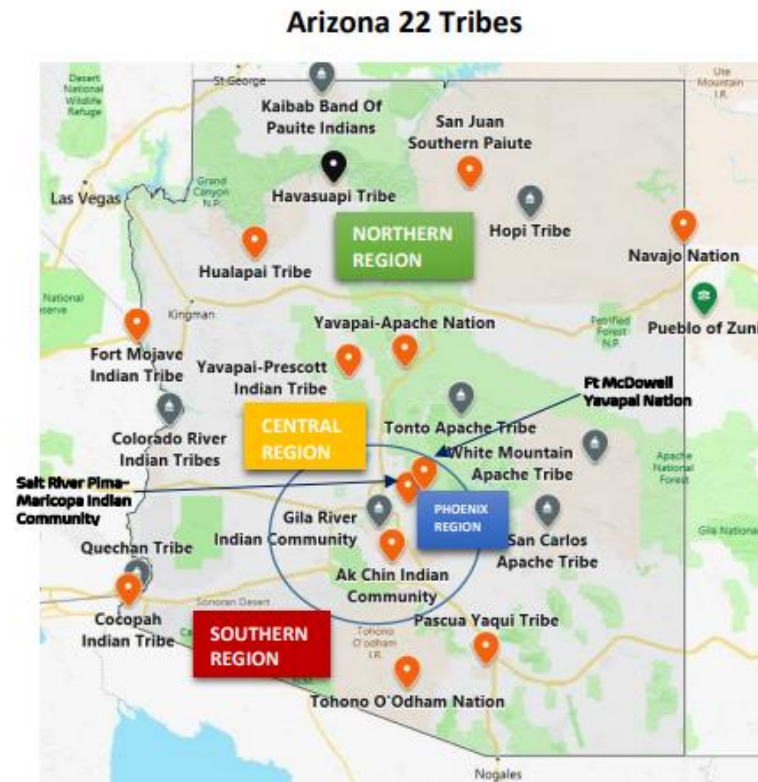 Arizona 22 Tribes
Desert
National
Wildlife
Refuge
St George
Ute
Mountain
I.R.
Kaibab Band Of
Pauite Indians
San Juan
Southern Paiute
Las Vegas
Grand
Canyon
N.P.
Havasuapi Tribe
Hopi Tribe
NORTHERN
REGION
Navajo Nation
Hualapai Tribe
National
Kingman
Petrified
Forest
N.P.
Pueblo of Zuni
Yavapai-Apache Nation
Fort Mojave
Indian Tribe
Yavapai-Prescott
Indian Tribe
Ft McDowell
Yavapai Nation
Tonto Apache Tribe
CENTRAL
REGION
Colorado River
Indian Tribes
White Mountain
Apache Tribe
Apache
National
Forest
Salt River Pima-
Maricopa Indian
Community
PHOENIX
REGION
Gila River
Indian Community
San Carlos
Apache Tribe
Gila National
Quechan Tribe
Ak Chin Indian
Community
Cocopah
Indian Tribe
Sonoran Desert
SOUTHERN
REGION
Tohono
O'odham
I.R.
Pascua Yaqui Tribe
Tohono O'Odham Nation
Nogales